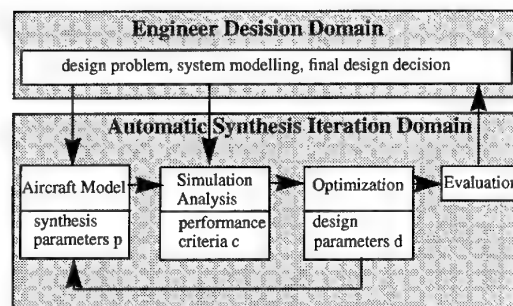 Engineer Desision Domain
design problem, system modelling, final design decision
Automatic Synthesis Iteration Domain
Aircraft Model
synthesis
parameters p
Simulation
Analysis
performance
criteria c
Optimization
design
parameters d
Evaluation